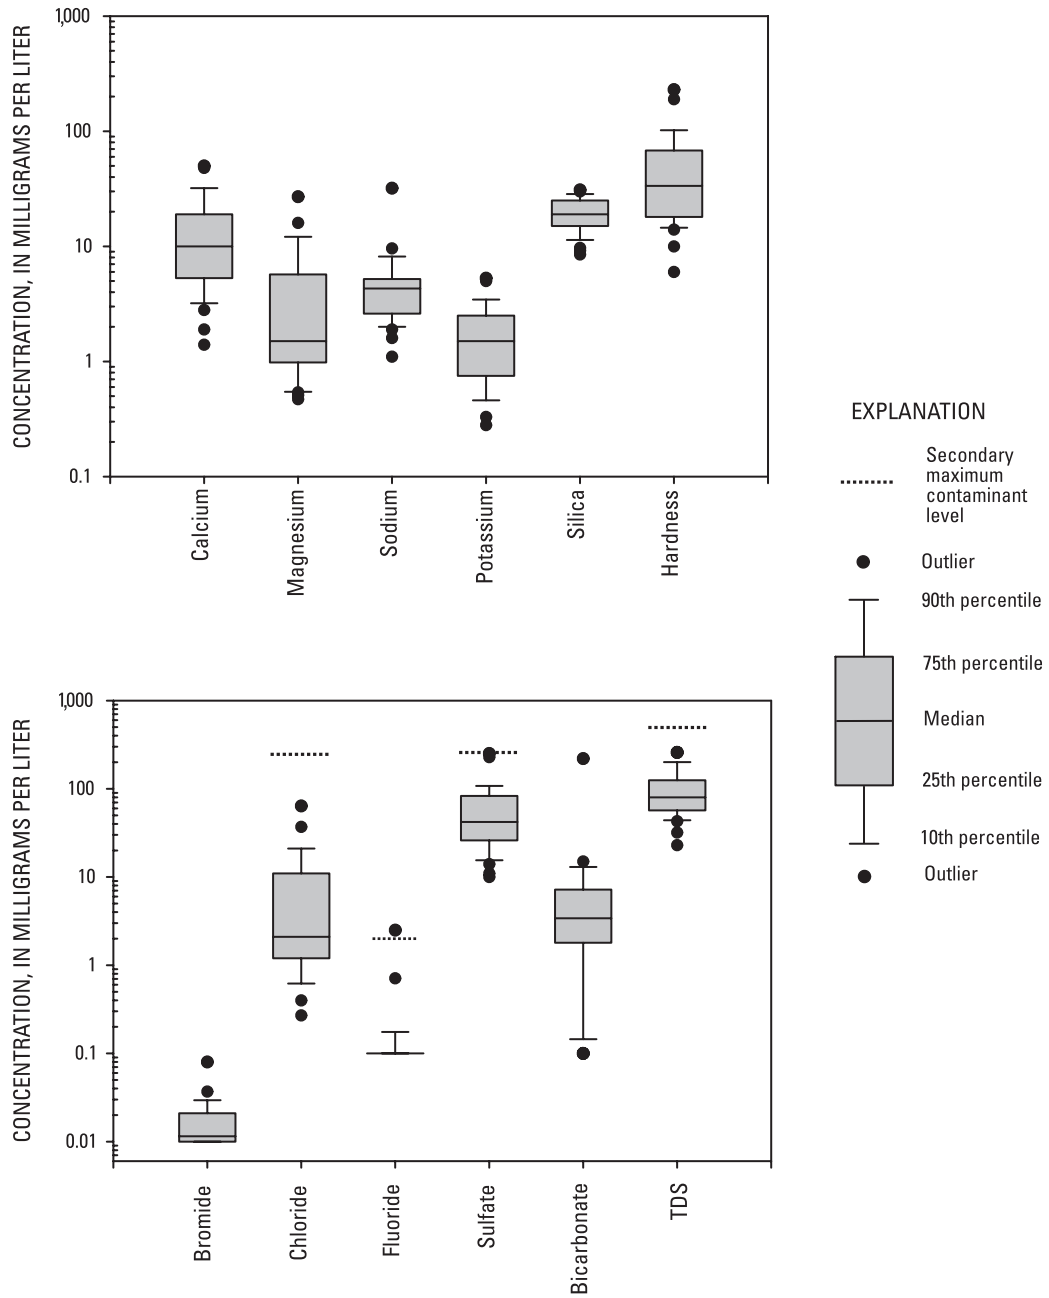 CONCENTRATION, IN MILLIGRAMS PER LITER
1,000
100
10
1
0.1
Calcium
Magnesium
Sodium
Potassium
Silica
Hardness
EXPLANATION
Secondary
maximum
contaminant
level
Outlier
90th percentile
75th percentile
Median
25th percentile
10th percentile
Outlier
CONCENTRATION, IN MILLIGRAMS PER LITER
1,000
100
10
1
0.1
0.01
Bromide
Chloride
Fluoride
Sulfate
Bicarbonate
TDS